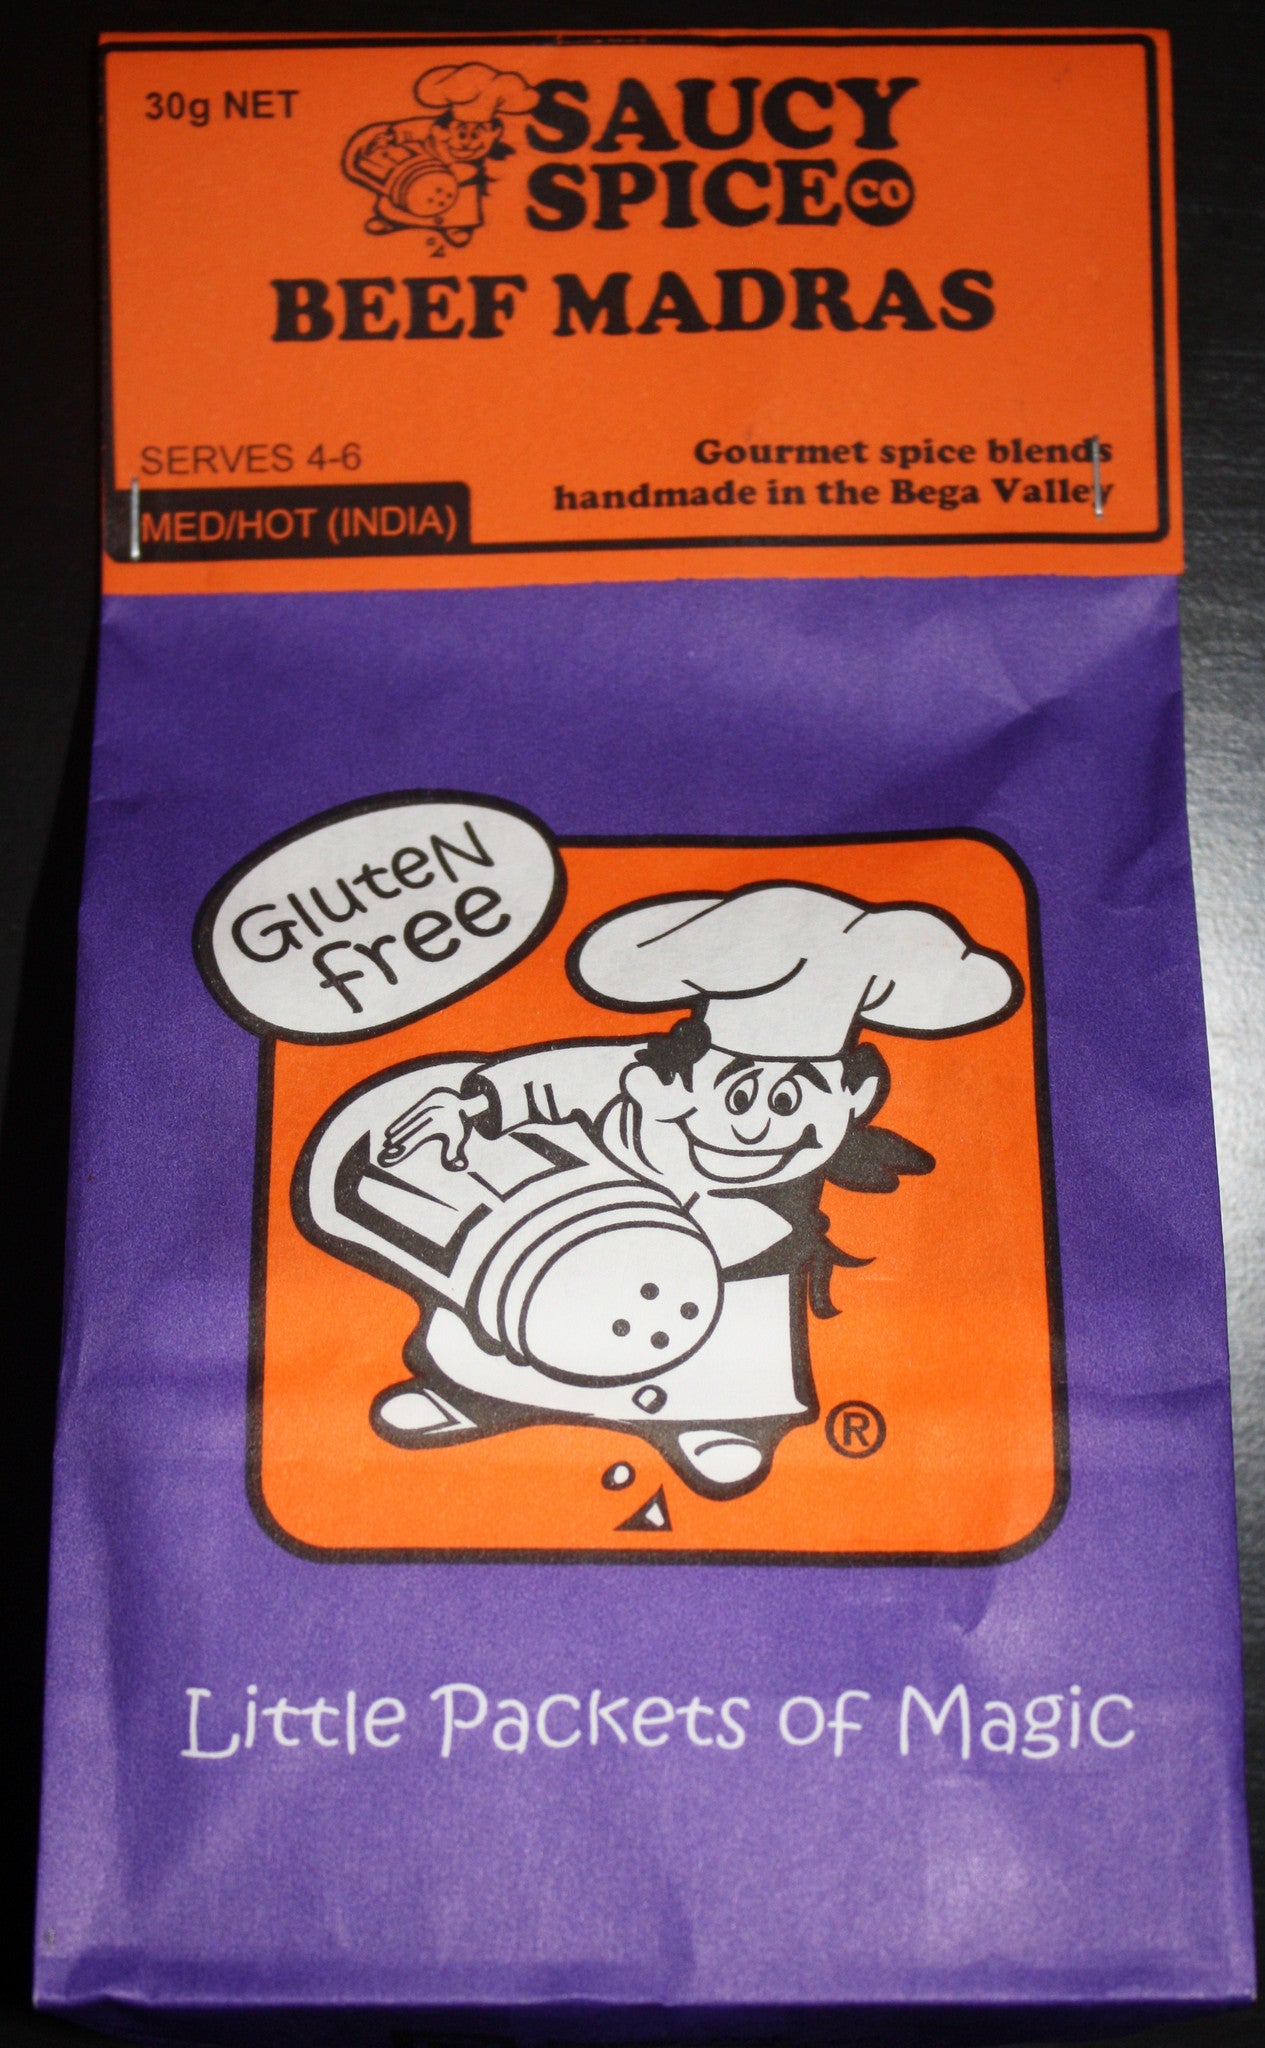 30g NET
SAUCY
SPICE CO
BEEF MADRAS
SERVES 4-6
MED/HOT (INDIA)
Gourmet spice blends
handmade in the Bega Valley
GluteN
free
®
Little Packets of Magic